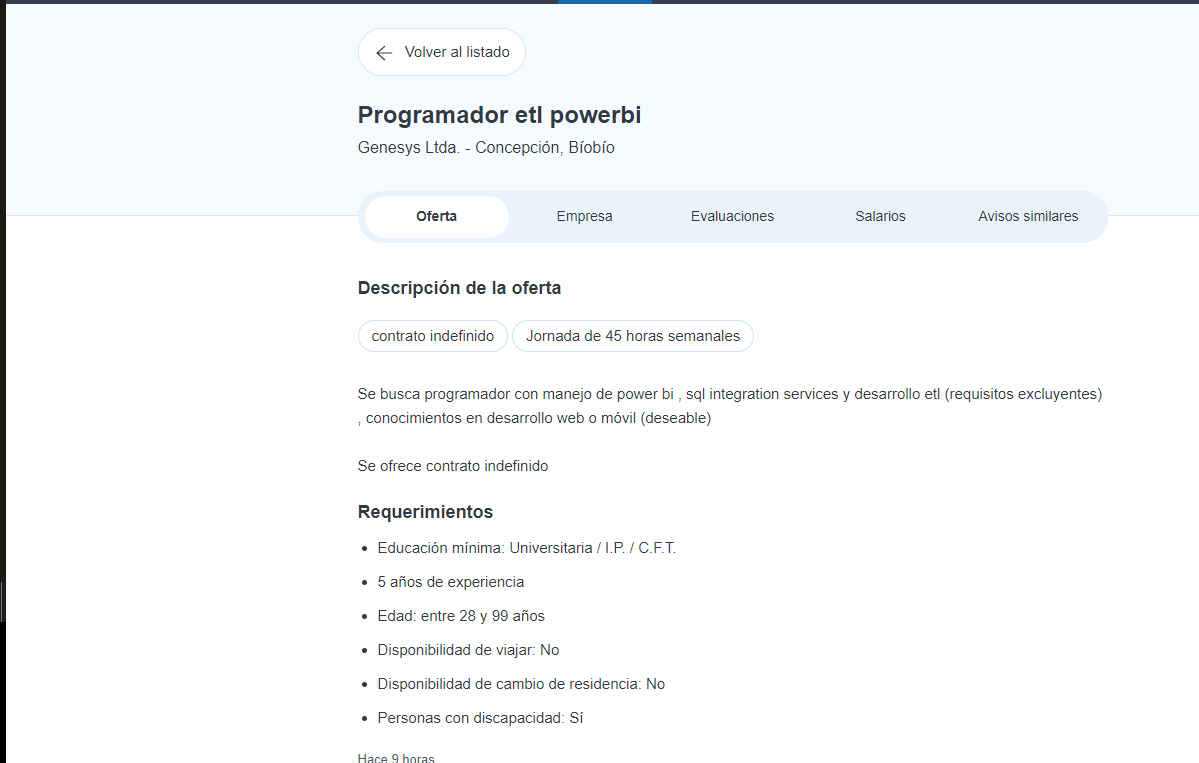 Volver al listado
Programador etl powerbi
Genesys Ltda. - Concepción, Bíobío
Oferta Empresa Evaluaciones Salarios Avisos similares
Descripción de la oferta
contrato indefinido Jornada de 45 horas semanales
Se busca programador con manejo de power bi , sql integration services y desarrollo etl (requisitos excluyentes)
, conocimientos en desarrollo web o móvil (deseable)
Se ofrece contrato indefinido
Requerimientos
• Educación mínima: Universitaria / I.P. / C.F.T.
• 5 años de experiencia
• Edad: entre 28 y 99 años
• Disponibilidad de viajar: No
• Disponibilidad de cambio de residencia: No
• Personas con discapacidad: Sí
Hace 9 horas